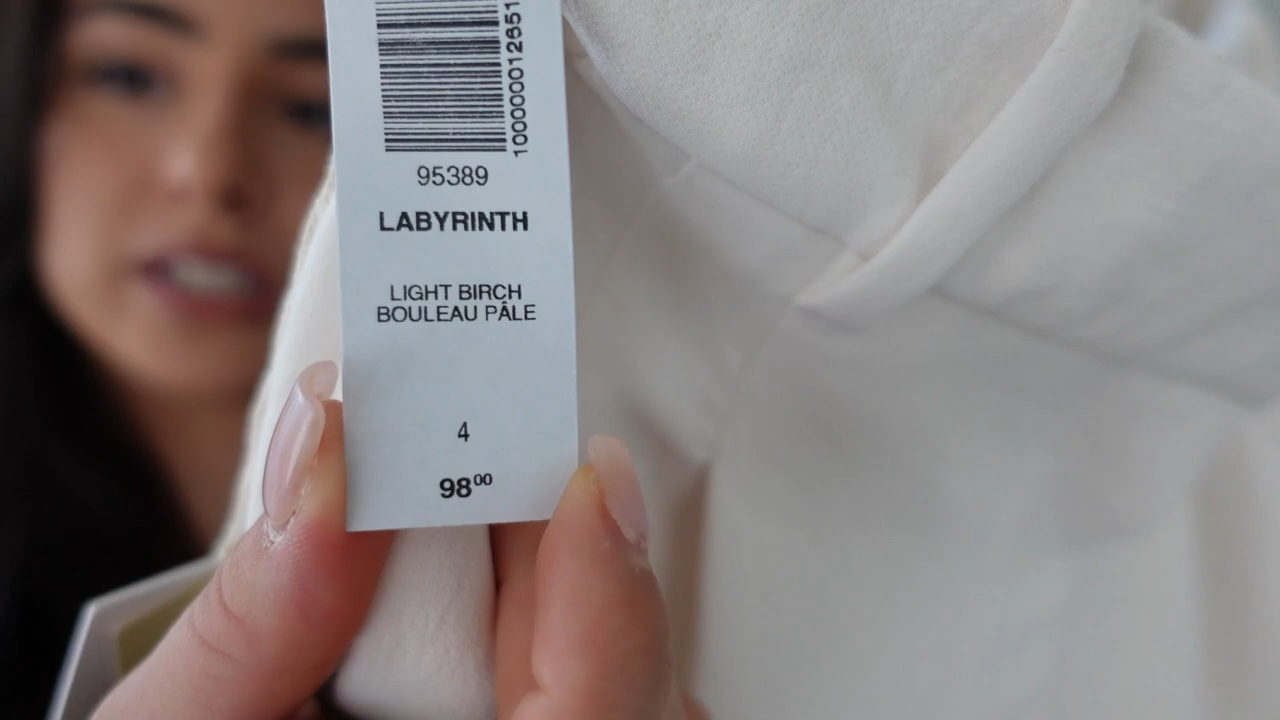 1000000012651
95389
LABYRINTH
LIGHT BIRCH
BOULEAU PÂLE
4
98⁰⁰